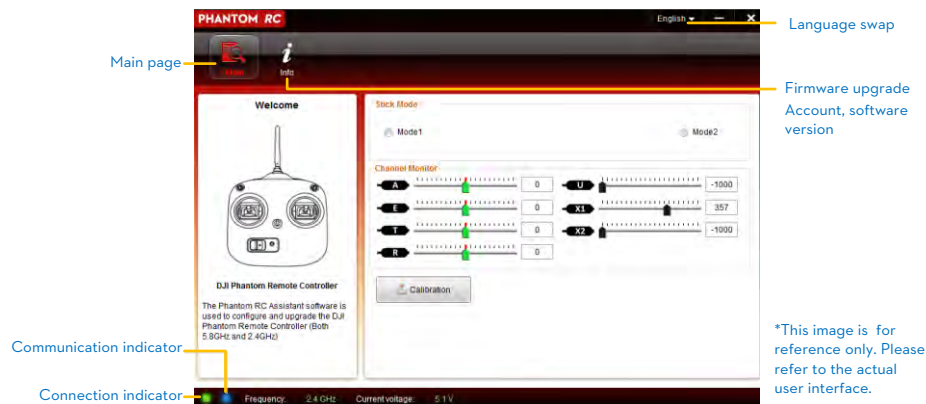 PHANTOM RC
English
Language swap
Main page
Main
Info
Firmware upgrade
Account, software
version
Welcome
DJI Phantom Remote Controller
The Phantom RC Assistant software is
used to configure and upgrade the DJI
Phantom Remote Controller (Both
5.8GHz and 2.4GHz)
Stick Mode
Mode1
Mode2
Channel Monitor
A 0 U -1000
E 0 X1 357
T 0 X2 -1000
R 0
Calibration
*This image is for
reference only. Please
refer to the actual
user interface.
Communication indicator
Connection indicator
Frequency: 2.4 GHz Current voltage: 5.1 V